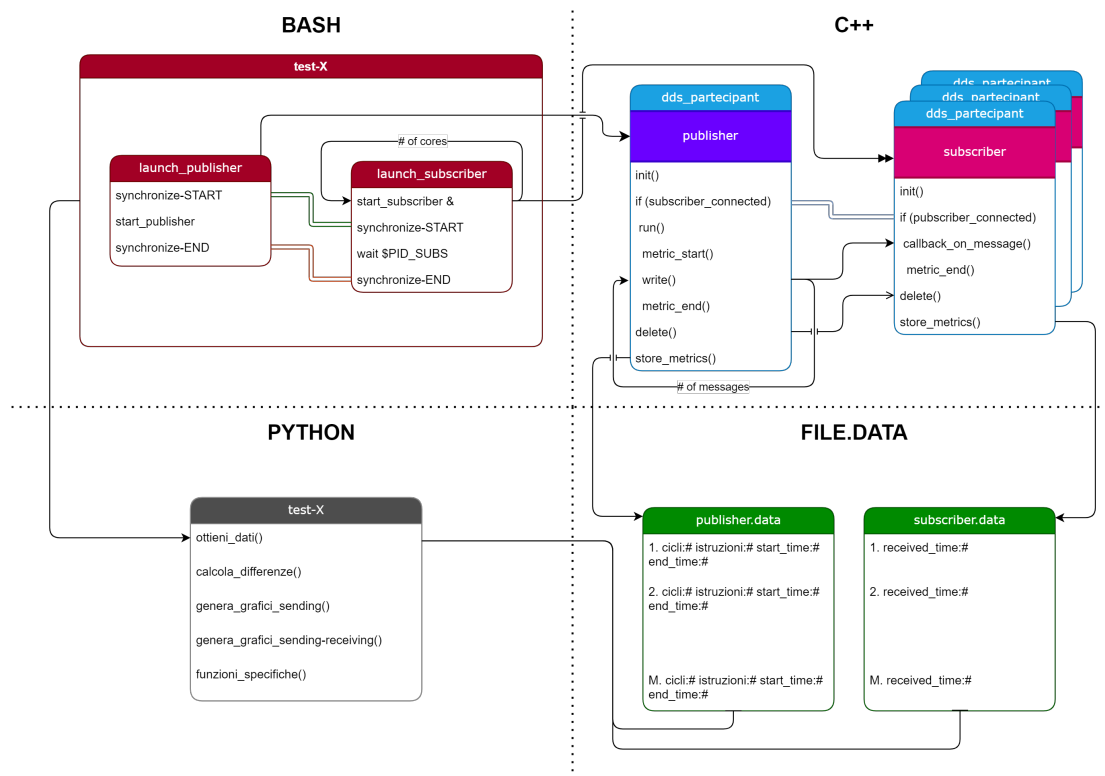 BASH
test-X
launch_publisher
synchronize-START
start_publisher
synchronize-END
# of cores
launch_subscriber
start_subscriber &
synchronize-START
wait $PID_SUBS
synchronize-END
C++
dds_partecipant
publisher
init()
if (subscriber_connected)
run()
metric_start()
write()
metric_end()
delete()
store_metrics()
# of messages
dds_partecipant
dds_partecipant
dds_partecipant
subscriber
init()
if (pubscriber_connected)
callback_on_message()
metric_end()
delete()
store_metrics()
PYTHON
test-X
ottieni_dati()
calcola_differenze()
genera_grafici_sending()
genera_grafici_sending-receiving()
funzioni_specifiche()
FILE.DATA
publisher.data
1. cicli:# istruzioni:# start_time:#
end_time:#
2. cicli:# istruzioni:# start_time:#
end_time:#
M. cicli:# istruzioni:# start_time:#
end_time:#
subscriber.data
1. received_time:#
2. received_time:#
M. received_time:#